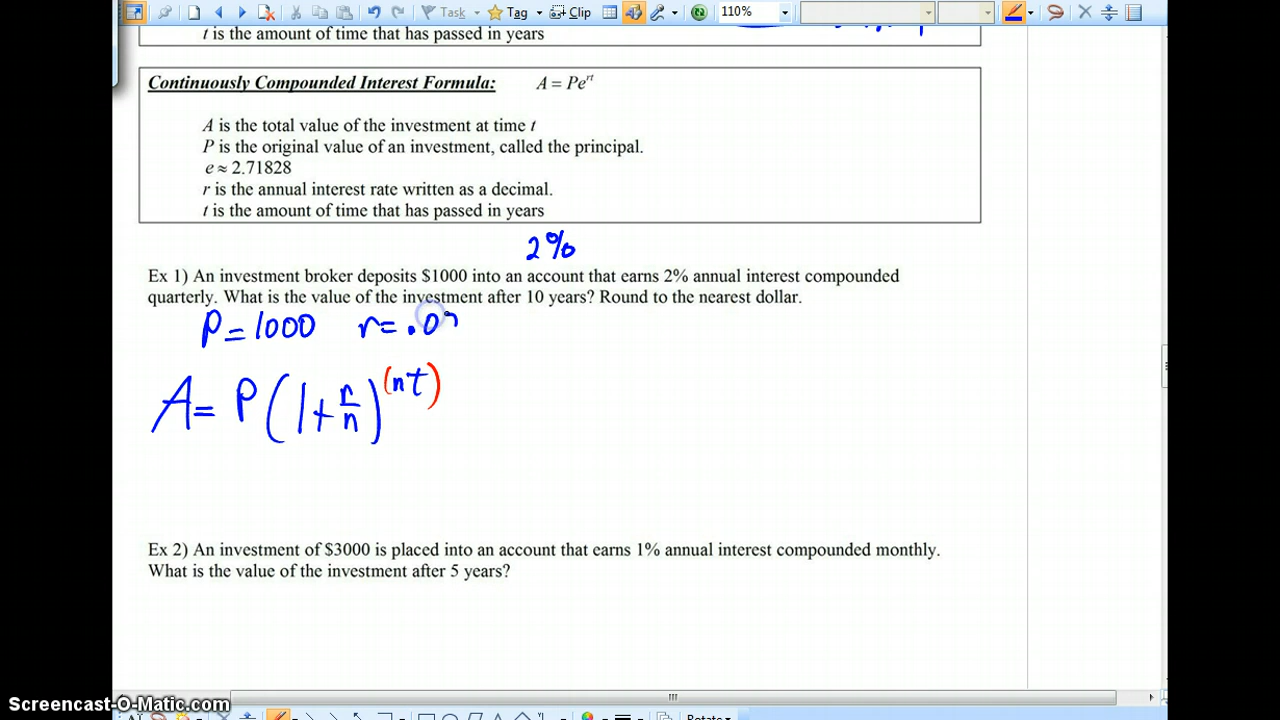 Task Tag Clip 110%
t is the amount of time that has passed in years
Continuously Compounded Interest Formula: A = Pe^rt
A is the total value of the investment at time t
P is the original value of an investment, called the principal.
e ≈ 2.71828
r is the annual interest rate written as a decimal.
t is the amount of time that has passed in years
2%
Ex 1) An investment broker deposits $1000 into an account that earns 2% annual interest compounded
quarterly. What is the value of the investment after 10 years? Round to the nearest dollar.
P = 1000 r = .0
A = P(1 + r/n)^(nt)
Ex 2) An investment of $3000 is placed into an account that earns 1% annual interest compounded monthly.
What is the value of the investment after 5 years?
Screencast-O-Matic.com